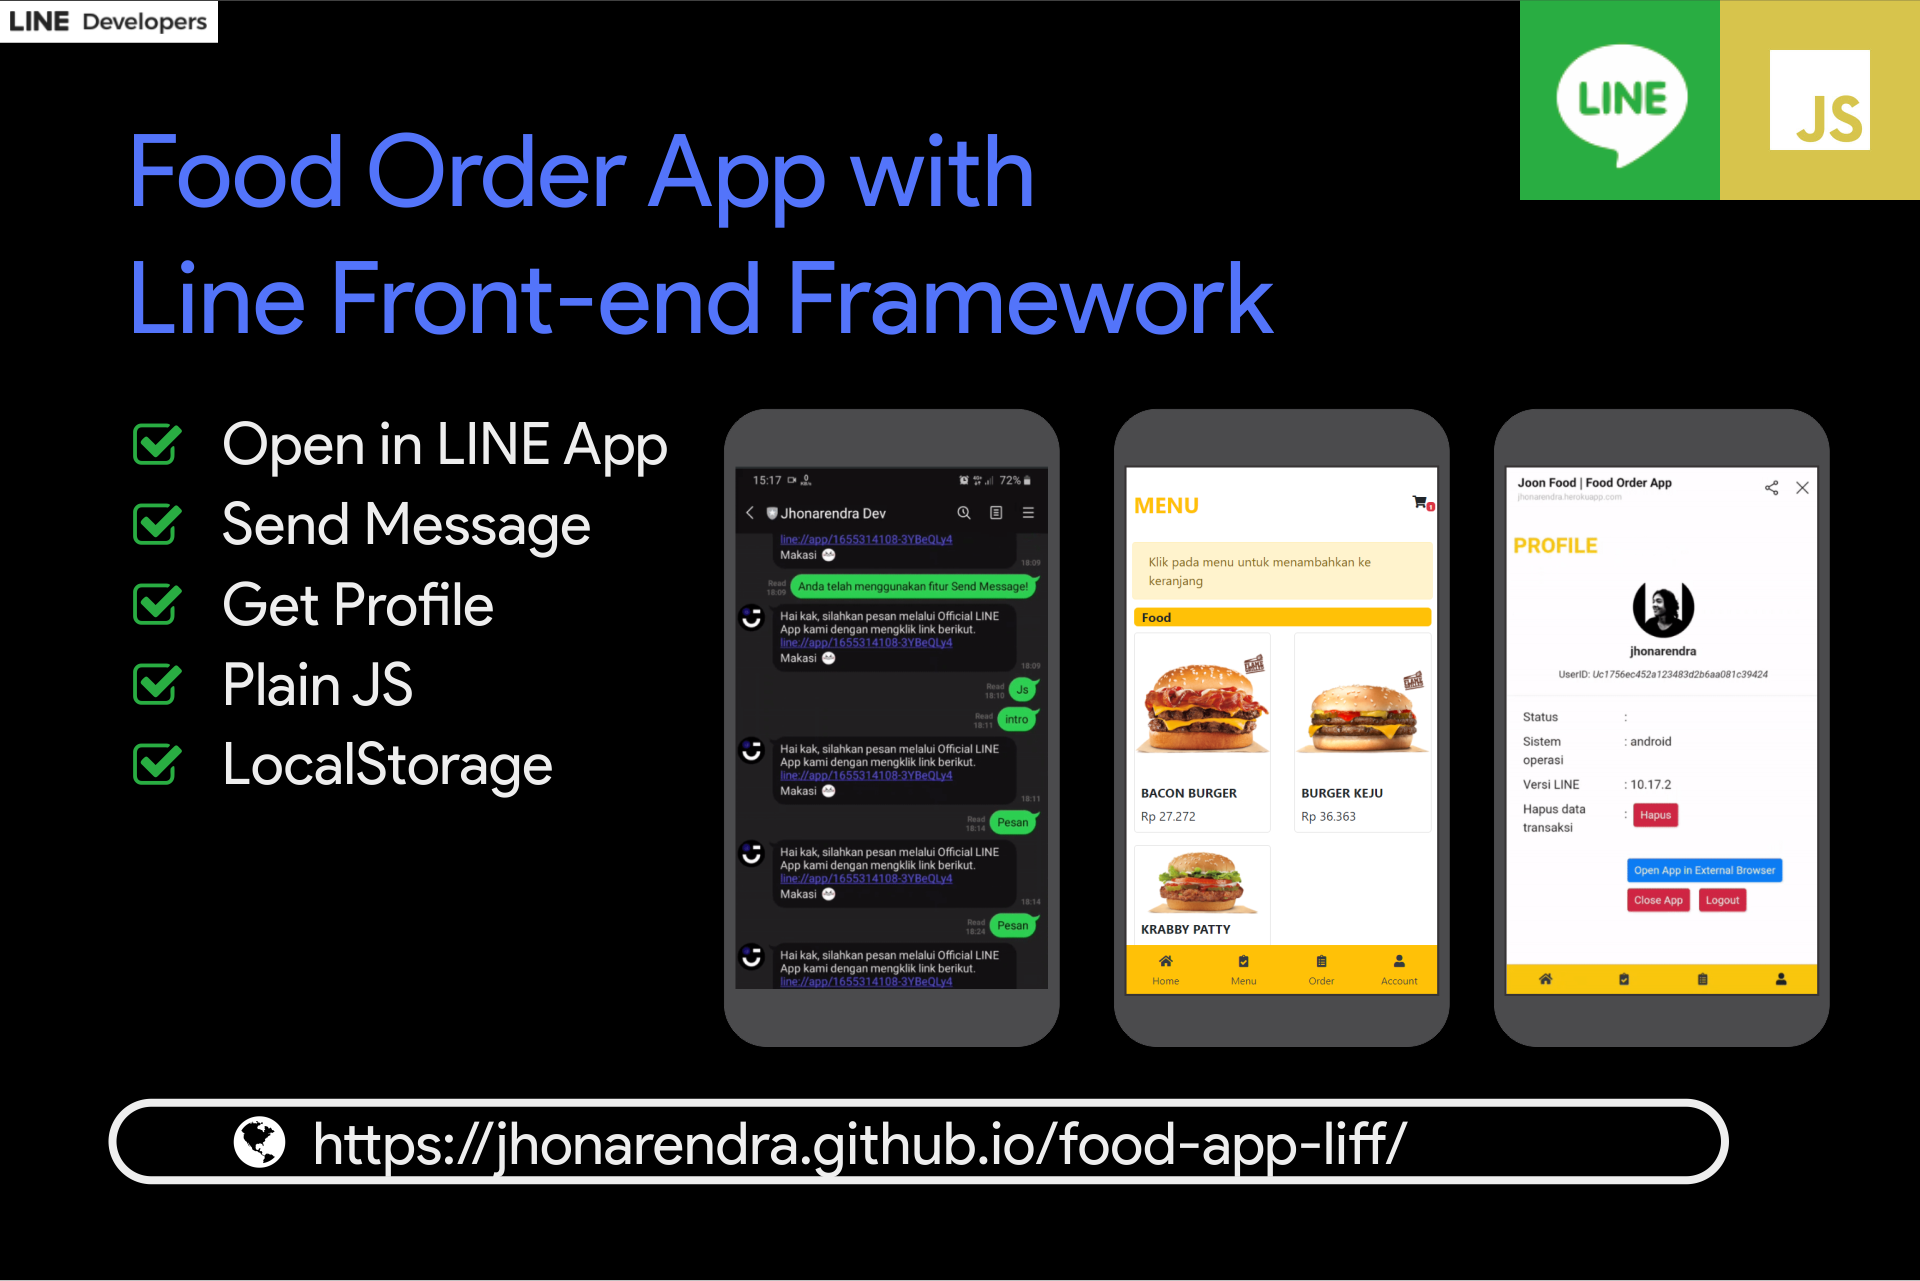 LINE Developers
LINE
JS
Food Order App with
Line Front-end Framework
Open in LINE App
Send Message
Get Profile
Plain JS
LocalStorage
15:17
72%
Jhonarendra Dev
line://app/1655314108-3YBeQLy4
Makasi
18:09
Read
18:09
Anda telah menggunakan fitur Send Message!
Hai kak, silahkan pesan melalui Official LINE
App kami dengan mengklik link berikut.
line://app/1655314108-3YBeQLy4
Makasi
18:09
Read
18:10
Js
Read
18:11
intro
Hai kak, silahkan pesan melalui Official LINE
App kami dengan mengklik link berikut.
line://app/1655314108-3YBeQLy4
Makasi
18:11
Read
18:14
Pesan
Hai kak, silahkan pesan melalui Official LINE
App kami dengan mengklik link berikut.
line://app/1655314108-3YBeQLy4
Makasi
18:14
Read
18:24
Pesan
Hai kak, silahkan pesan melalui Official LINE
App kami dengan mengklik link berikut.
line://app/1655314108-3YBeQLy4
MENU
1
Klik pada menu untuk menambahkan ke
keranjang
Food
BACON BURGER
Rp 27.272
BURGER KEJU
Rp 36.363
KRABBY PATTY
Home Menu Order Account
Joon Food | Food Order App
jhonarendra.herokuapp.com
PROFILE
jhonarendra
UserID: Uc1756ec452a123483d2b6aa081c39424
Status :
Sistem : android
operasi
Versi LINE : 10.17.2
Hapus data : Hapus
transaksi
Open App in External Browser
Close App Logout
https://jhonarendra.github.io/food-app-liff/